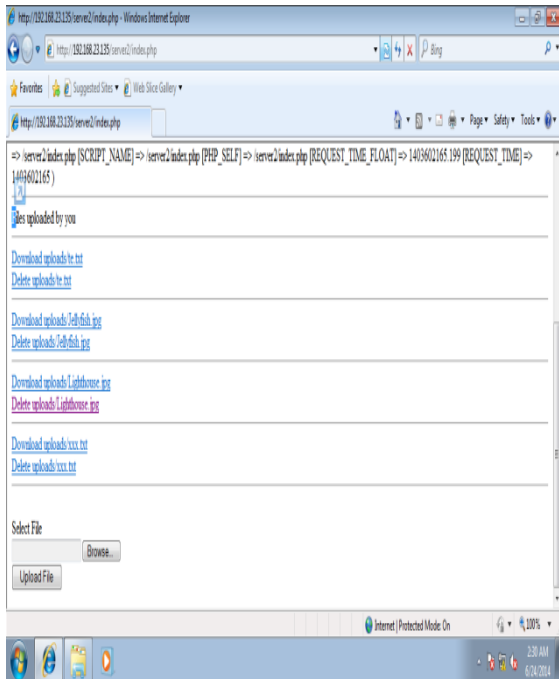 http://192.168.23.135/server2/index.php - Windows Internet Explorer
http://192.168.23.135/server2/index.php
Bing
Favorites Suggested Sites Web Slice Gallery
http://192.168.23.135/server2/index.php
Page Safety Tools
=> /server2/index.php [SCRIPT_NAME] => /server2/index.php [PHP_SELF] => /server2/index.php [REQUEST_TIME_FLOAT] => 1403602165.199 [REQUEST_TIME] =>
1403602165 )
Files uploaded by you
Download uploads/te.txt
Delete uploads/te.txt
Download uploads/Jellyfish.jpg
Delete uploads/Jellyfish.jpg
Download uploads/Lighthouse.jpg
Delete uploads/Lighthouse.jpg
Download uploads/xxx.txt
Delete uploads/xxx.txt
Select File
Browse...
Upload File
Internet | Protected Mode: On
100%
2:30 AM
6/24/2014